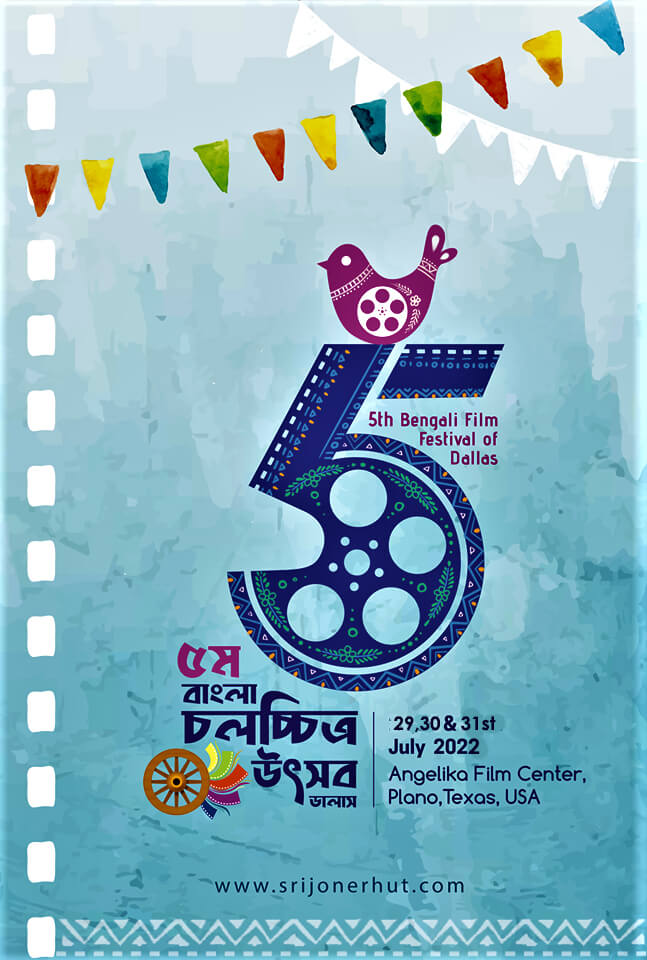 5th Bengali Film
Festival of
Dallas
৫ম
বাংলা
চলচ্চিত্র
উৎসব
ডালাস
29,30 & 31st
July 2022
Angelika Film Center,
Plano,Texas, USA
www.srijonerhut.com